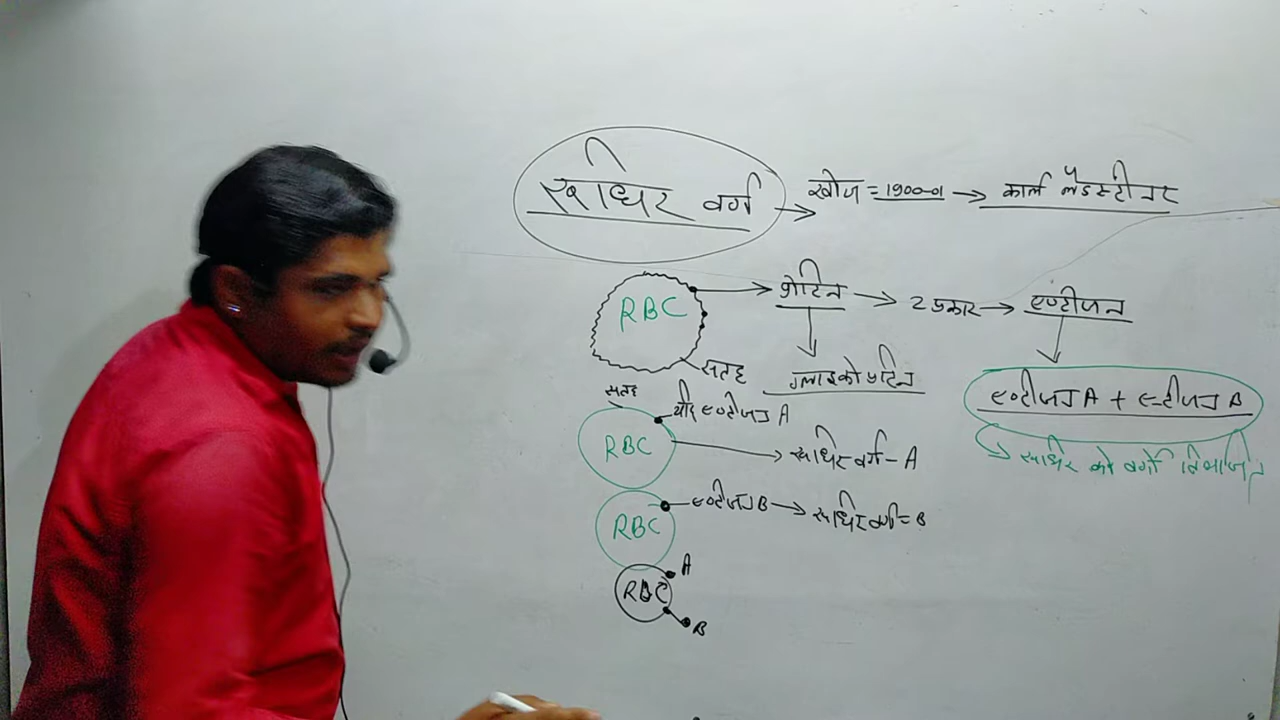 रूधिर वर्ग → खोज = 1900-01 → कार्ल लैंडस्टीनर
RBC → प्रोटिन → 2 प्रकार → एण्टीजन
सतह ग्लाइकोप्रोटिन
एण्टीजन A + एण्टीजन B
रूधिर को वर्गो विभाजित
सतह
RBC यदि एण्टीजन A
→ रूधिर वर्ग - A
RBC एण्टीजन B → रूधिर वर्ग = B
RBC A
B